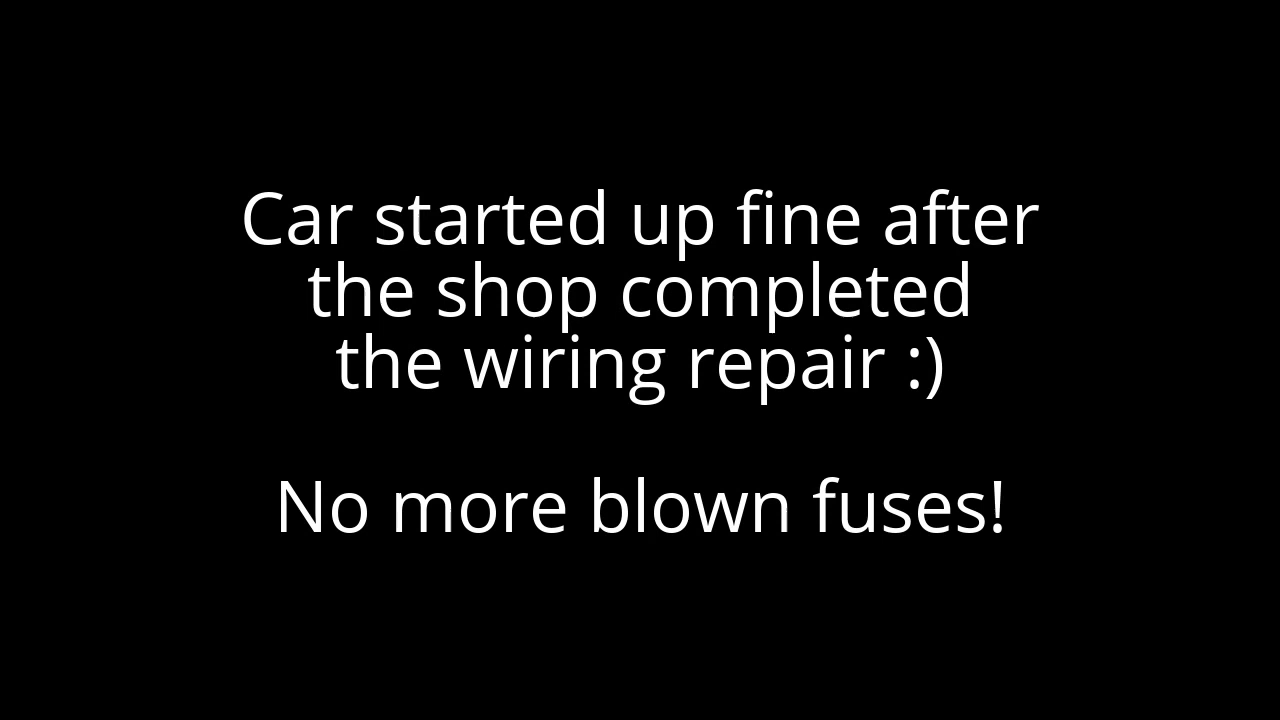 Car started up fine after
the shop completed
the wiring repair :)
No more blown fuses!